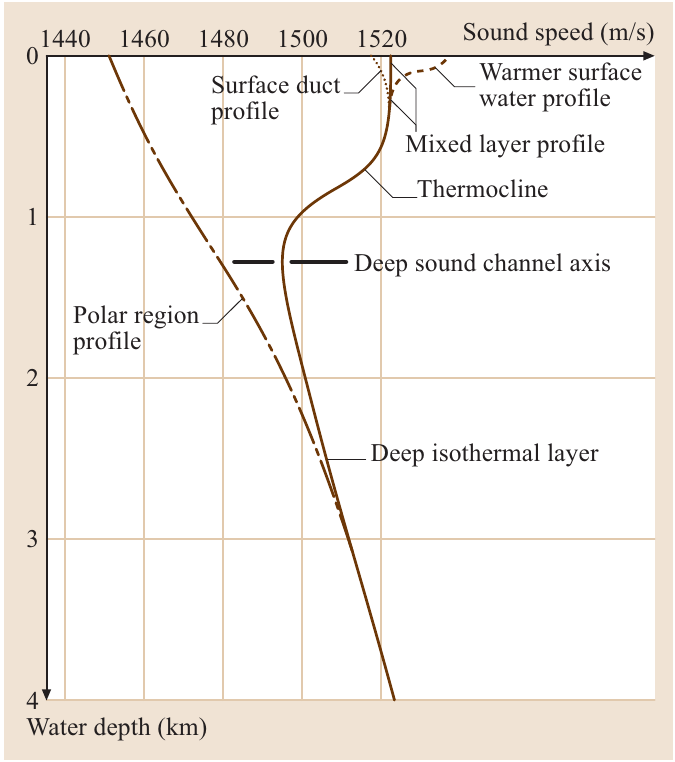 1440 1460 1480 1500 1520 Sound speed (m/s)
0
Surface duct
profile
Warmer surface
water profile
Mixed layer profile
Thermocline
1
Deep sound channel axis
Polar region
profile
2
Deep isothermal layer
3
4
Water depth (km)